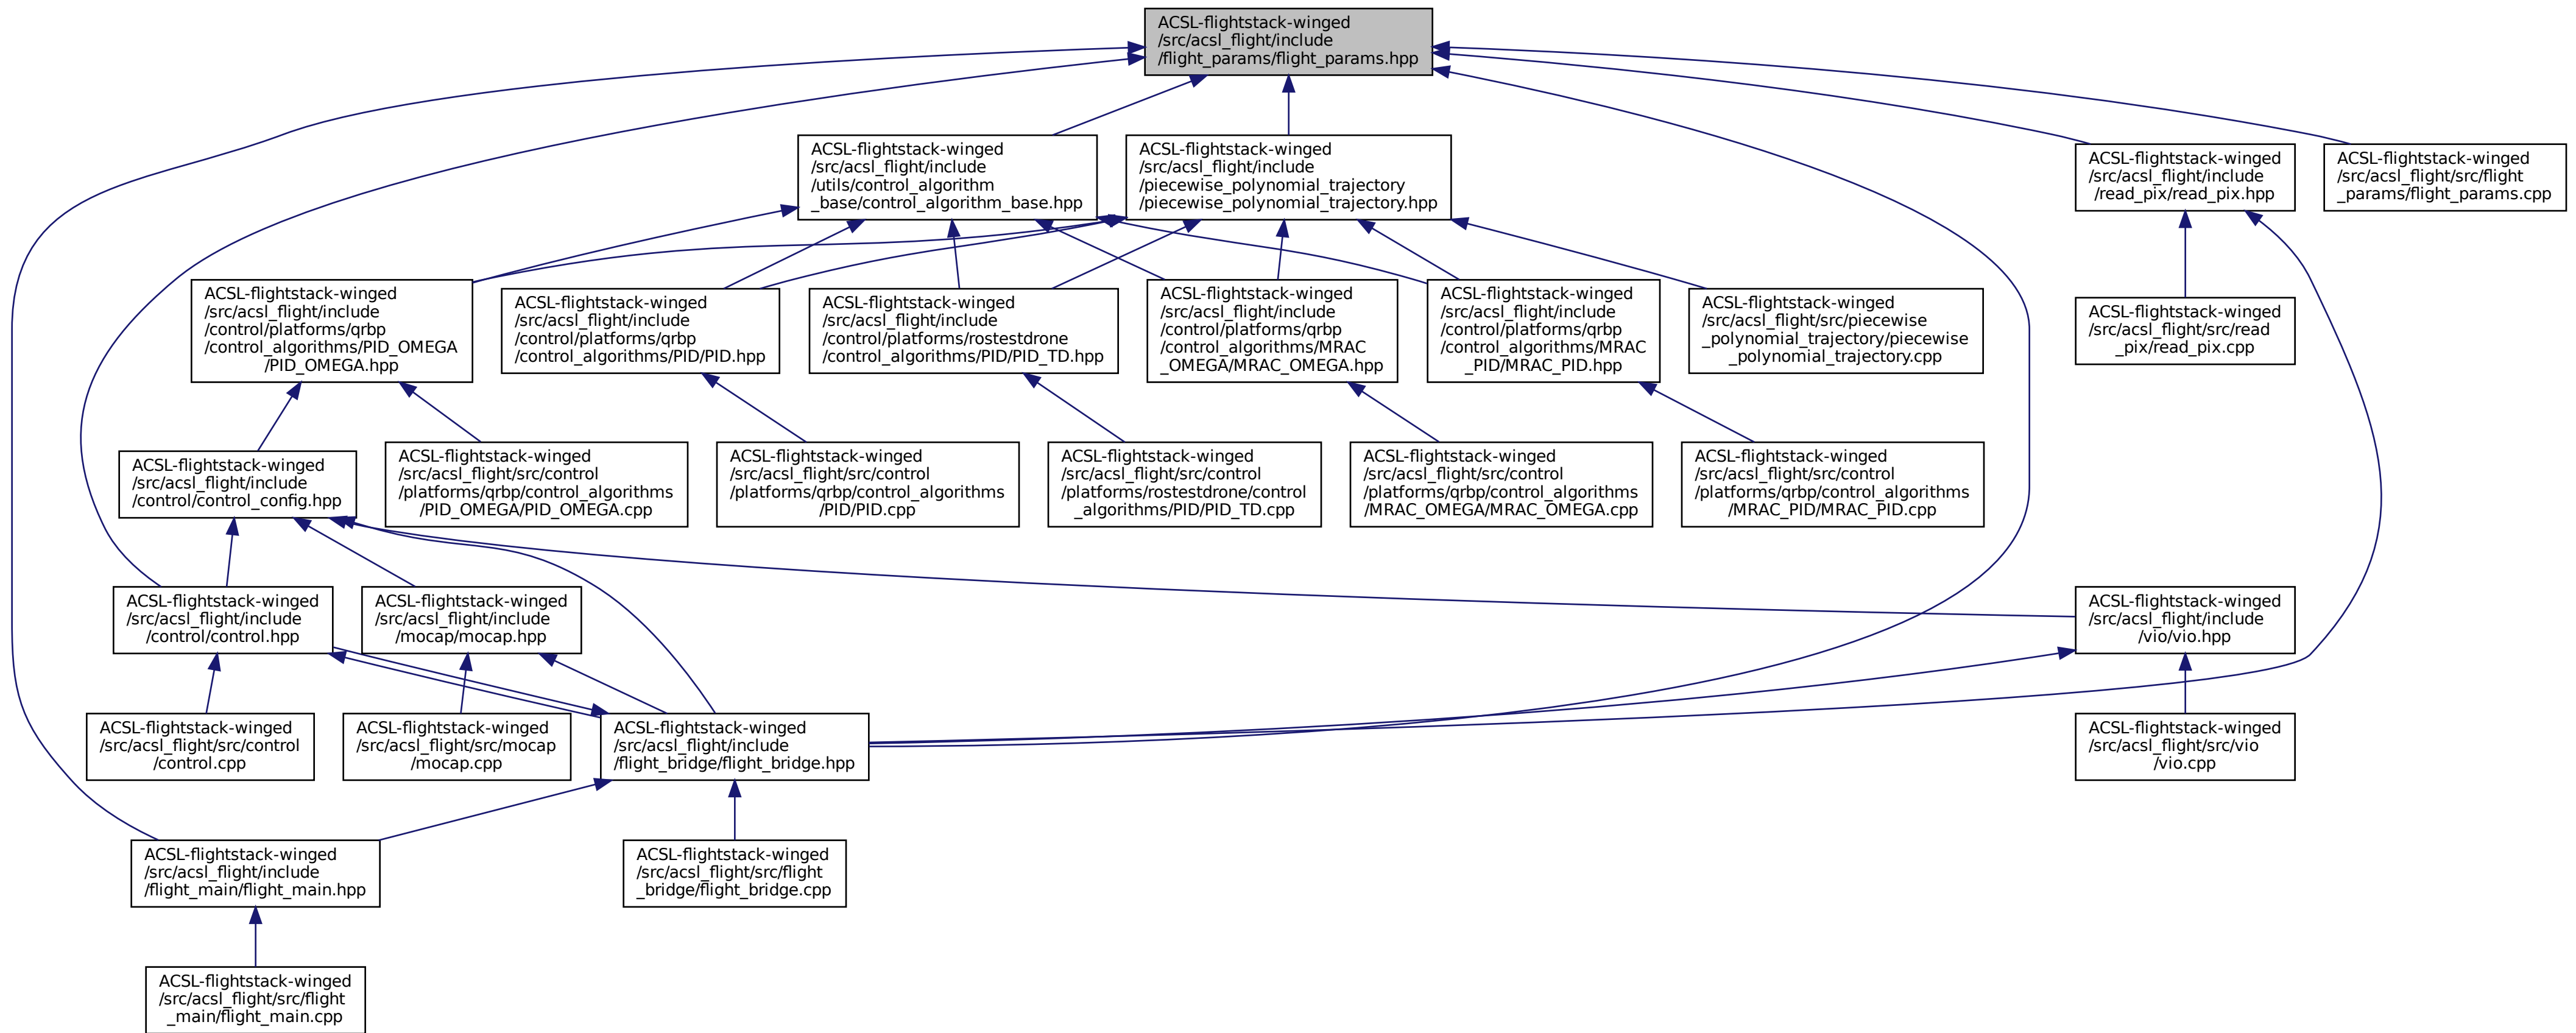 ACSL-flightstack-winged
/src/acsl_flight/include
/flight_params/flight_params.hpp
ACSL-flightstack-winged
/src/acsl_flight/include
/utils/control_algorithm
_base/control_algorithm_base.hpp
ACSL-flightstack-winged
/src/acsl_flight/include
/piecewise_polynomial_trajectory
/piecewise_polynomial_trajectory.hpp
ACSL-flightstack-winged
/src/acsl_flight/include
/read_pix/read_pix.hpp
ACSL-flightstack-winged
/src/acsl_flight/src/flight
_params/flight_params.cpp
ACSL-flightstack-winged
/src/acsl_flight/include
/control/platforms/qrbp
/control_algorithms/PID_OMEGA
/PID_OMEGA.hpp
ACSL-flightstack-winged
/src/acsl_flight/include
/control/platforms/qrbp
/control_algorithms/PID/PID.hpp
ACSL-flightstack-winged
/src/acsl_flight/include
/control/platforms/rostestdrone
/control_algorithms/PID/PID_TD.hpp
ACSL-flightstack-winged
/src/acsl_flight/include
/control/platforms/qrbp
/control_algorithms/MRAC
_OMEGA/MRAC_OMEGA.hpp
ACSL-flightstack-winged
/src/acsl_flight/include
/control/platforms/qrbp
/control_algorithms/MRAC
_PID/MRAC_PID.hpp
ACSL-flightstack-winged
/src/acsl_flight/src/piecewise
_polynomial_trajectory/piecewise
_polynomial_trajectory.cpp
ACSL-flightstack-winged
/src/acsl_flight/src/read
_pix/read_pix.cpp
ACSL-flightstack-winged
/src/acsl_flight/include
/control/control_config.hpp
ACSL-flightstack-winged
/src/acsl_flight/src/control
/platforms/qrbp/control_algorithms
/PID_OMEGA/PID_OMEGA.cpp
ACSL-flightstack-winged
/src/acsl_flight/src/control
/platforms/qrbp/control_algorithms
/PID/PID.cpp
ACSL-flightstack-winged
/src/acsl_flight/src/control
/platforms/rostestdrone/control
_algorithms/PID/PID_TD.cpp
ACSL-flightstack-winged
/src/acsl_flight/src/control
/platforms/qrbp/control_algorithms
/MRAC_OMEGA/MRAC_OMEGA.cpp
ACSL-flightstack-winged
/src/acsl_flight/src/control
/platforms/qrbp/control_algorithms
/MRAC_PID/MRAC_PID.cpp
ACSL-flightstack-winged
/src/acsl_flight/include
/control/control.hpp
ACSL-flightstack-winged
/src/acsl_flight/include
/mocap/mocap.hpp
ACSL-flightstack-winged
/src/acsl_flight/include
/vio/vio.hpp
ACSL-flightstack-winged
/src/acsl_flight/src/control
/control.cpp
ACSL-flightstack-winged
/src/acsl_flight/src/mocap
/mocap.cpp
ACSL-flightstack-winged
/src/acsl_flight/include
/flight_bridge/flight_bridge.hpp
ACSL-flightstack-winged
/src/acsl_flight/src/vio
/vio.cpp
ACSL-flightstack-winged
/src/acsl_flight/include
/flight_main/flight_main.hpp
ACSL-flightstack-winged
/src/acsl_flight/src/flight
_bridge/flight_bridge.cpp
ACSL-flightstack-winged
/src/acsl_flight/src/flight
_main/flight_main.cpp